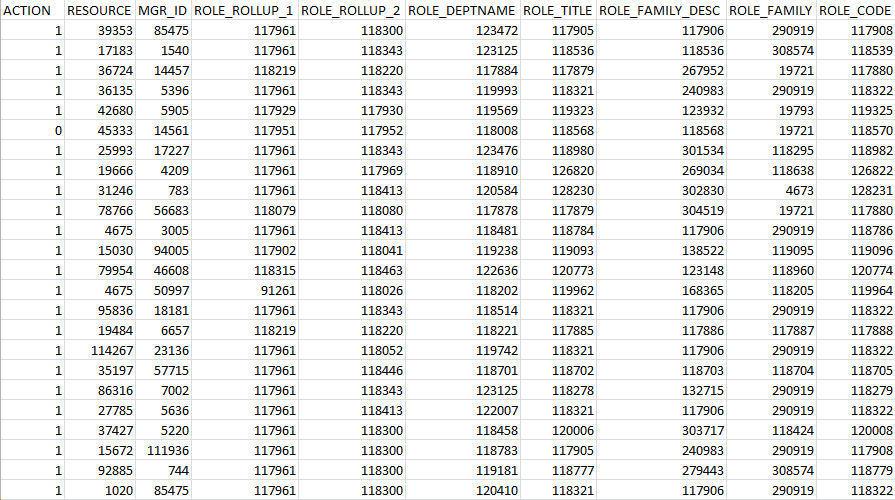 ACTION RESOURCE MGR_ID ROLE_ROLLUP_1 ROLE_ROLLUP_2 ROLE_DEPTNAME ROLE_TITLE ROLE_FAMILY_DESC ROLE_FAMILY ROLE_CODE
1 39353 85475 117961 118300 123472 117905 117906 290919 117908
1 17183 1540 117961 118343 123125 118536 118536 308574 118539
1 36724 14457 118219 118220 117884 117879 267952 19721 117880
1 36135 5396 117961 118343 119993 118321 240983 290919 118322
1 42680 5905 117929 117930 119569 119323 123932 19793 119325
0 45333 14561 117951 117952 118008 118568 118568 19721 118570
1 25993 17227 117961 118343 123476 118980 301534 118295 118982
1 19666 4209 117961 117969 118910 126820 269034 118638 126822
1 31246 783 117961 118413 120584 128230 302830 4673 128231
1 78766 56683 118079 118080 117878 117879 304519 19721 117880
1 4675 3005 117961 118413 118481 118784 117906 290919 118786
1 15030 94005 117902 118041 119238 119093 138522 119095 119096
1 79954 46608 118315 118463 122636 120773 123148 118960 120774
1 4675 50997 91261 118026 118202 119962 168365 118205 119964
1 95836 18181 117961 118343 118514 118321 117906 290919 118322
1 19484 6657 118219 118220 118221 117885 117886 117887 117888
1 114267 23136 117961 118052 119742 118321 117906 290919 118322
1 35197 57715 117961 118446 118701 118702 118703 118704 118705
1 86316 7002 117961 118343 123125 118278 132715 290919 118279
1 27785 5636 117961 118413 122007 118321 117906 290919 118322
1 37427 5220 117961 118300 118458 120006 303717 118424 120008
1 15672 111936 117961 118300 118783 117905 240983 290919 117908
1 92885 744 117961 118300 119181 118777 279443 308574 118779
1 1020 85475 117961 118300 120410 118321 117906 290919 118322